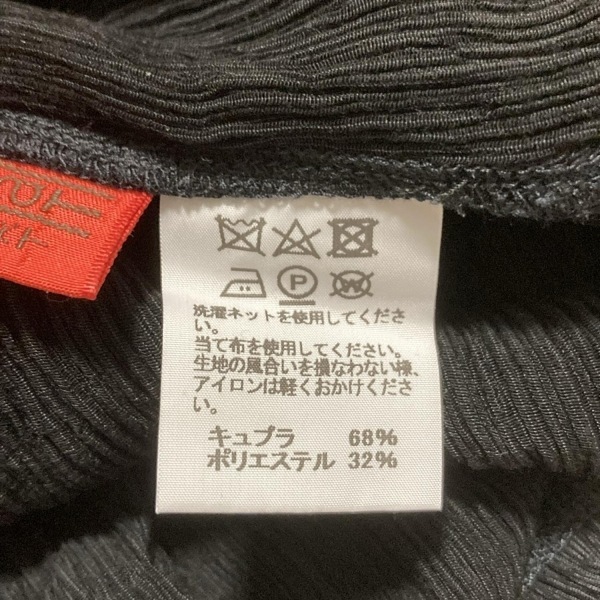 P
W
洗濯ネットを使用してくださ
い。
当て布を使用してください。
生地の風合いを損なわない様、
アイロンは軽くおかけくださ
い。
キュプラ 68%
ポリエステル 32%